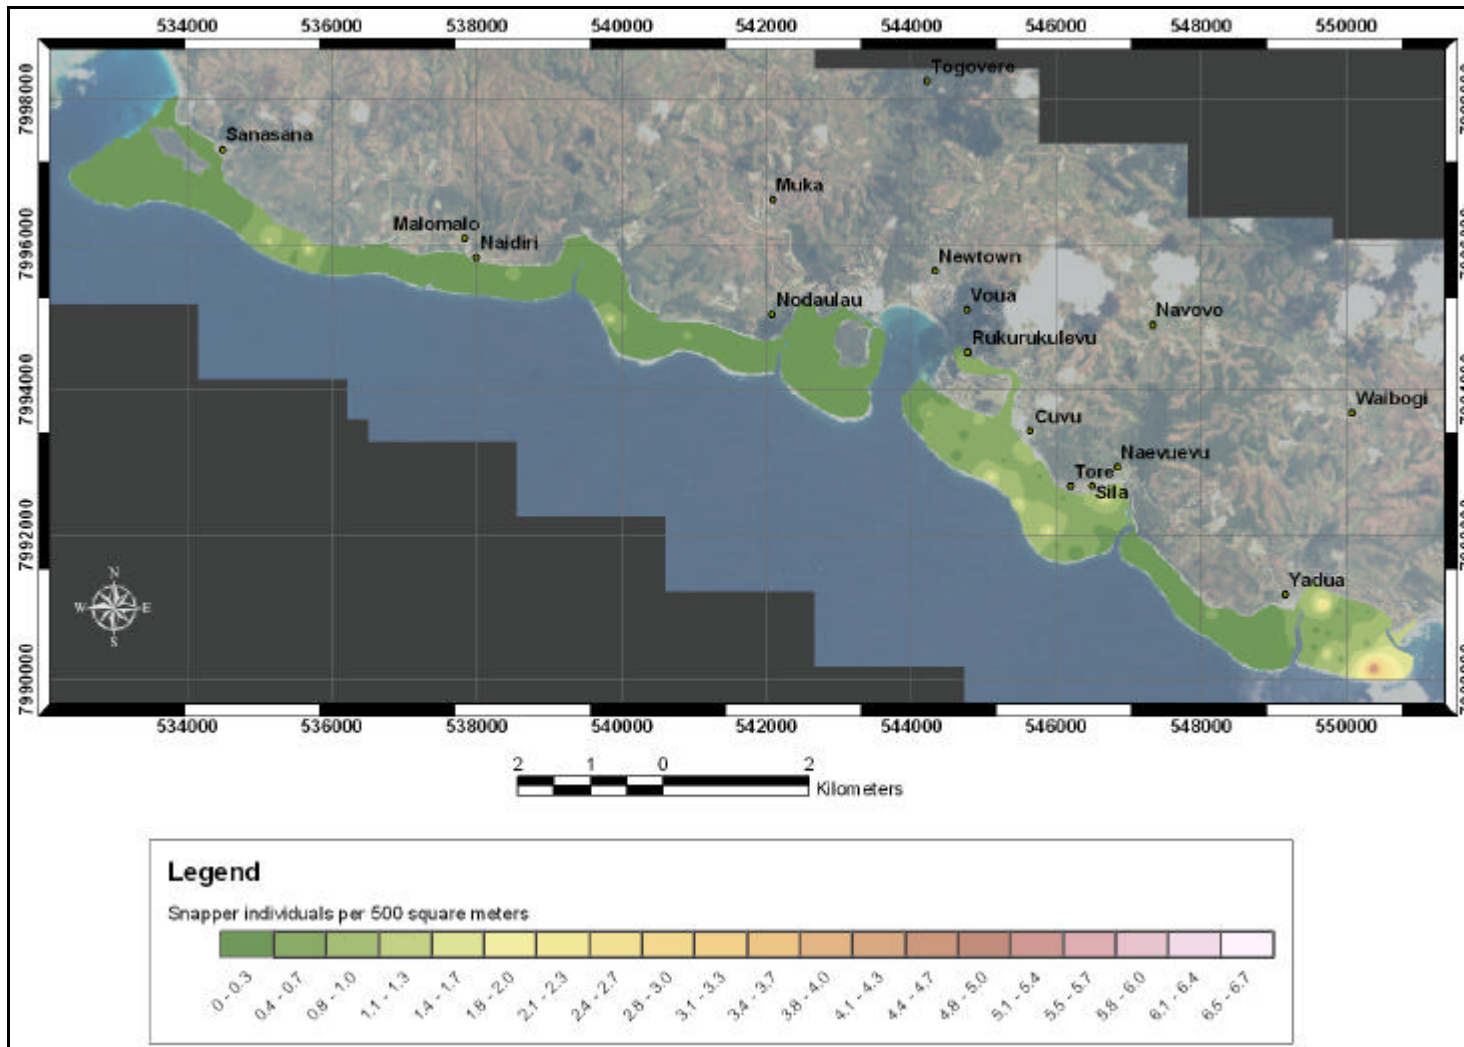 534000 536000 538000 540000 542000 544000 546000 548000 550000
Togovere
7998000 7998000
Sanasana
Muka
Malomalo
Naidiri
7996000 7996000
Newtown
Nodaulau
Voua
Navovo
Rukurukulevu
7994000 7994000
Waibogi
Cuvu
Naevuevu
Tore
Sila
7992000 7992000
N
W E
S
Yadua
7990000 7990000
534000 536000 538000 540000 542000 544000 546000 548000 550000
2 1 0 2
Kilometers
Legend
Snapper individuals per 500 square meters
0 - 0.3 0.4 - 0.7 0.8 - 1.0 1.1 - 1.3 1.4 - 1.7 1.8 - 2.0 2.1 - 2.3 2.4 - 2.7 2.8 - 3.0 3.1 - 3.3 3.4 - 3.7 3.8 - 4.0 4.1 - 4.3 4.4 - 4.7 4.8 - 5.0 5.1 - 5.4 5.5 - 5.7 5.8 - 6.0 6.1 - 6.4 6.5 - 6.7